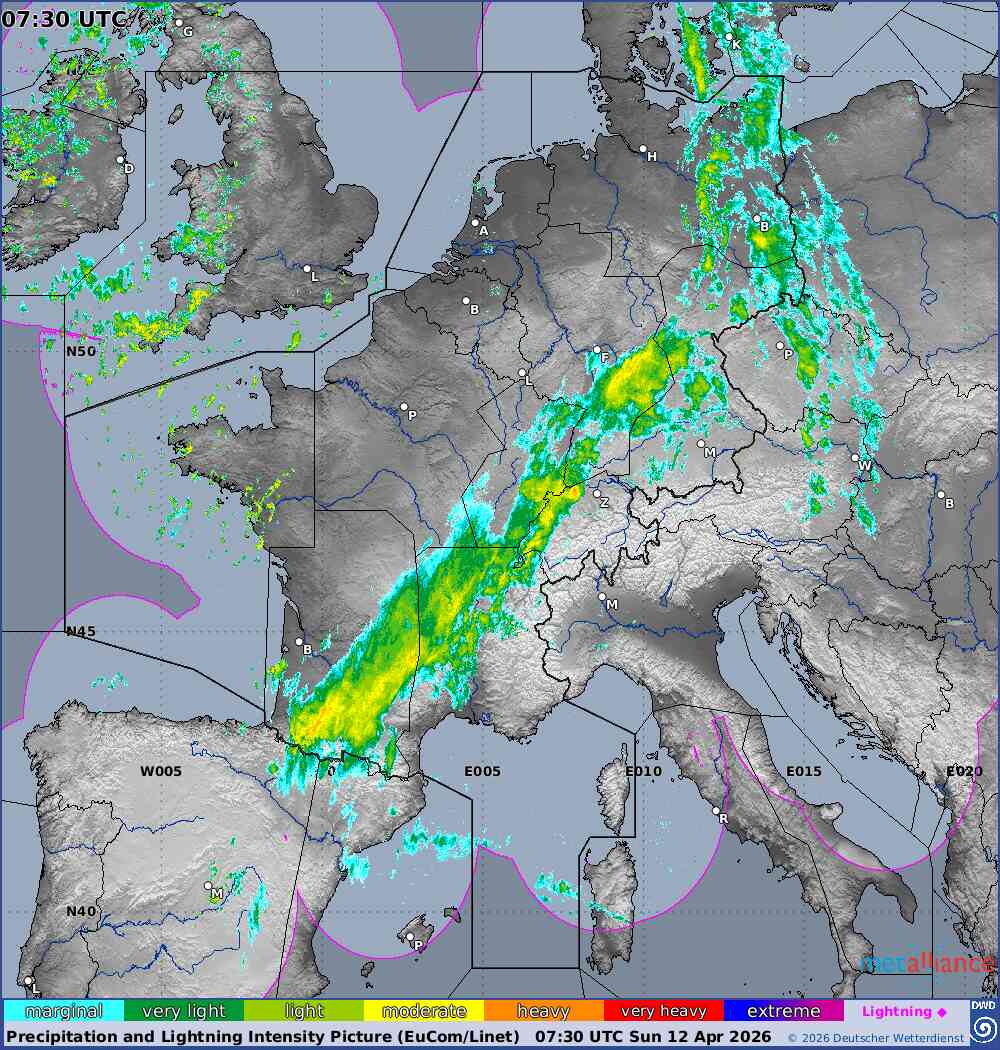 07:30 UTC
G
K
D
H
A
B
L
B
N50
F
P
L
P
M
W
Z
B
M
N45
B
W005
0
E005
E010
E015
E020
R
M
N40
P
L
metalliance
marginal very light light moderate heavy very heavy extreme Lightning ◆
DWD
Precipitation and Lightning Intensity Picture (EuCom/Linet) 07:30 UTC Sun 12 Apr 2026 © 2026 Deutscher Wetterdienst